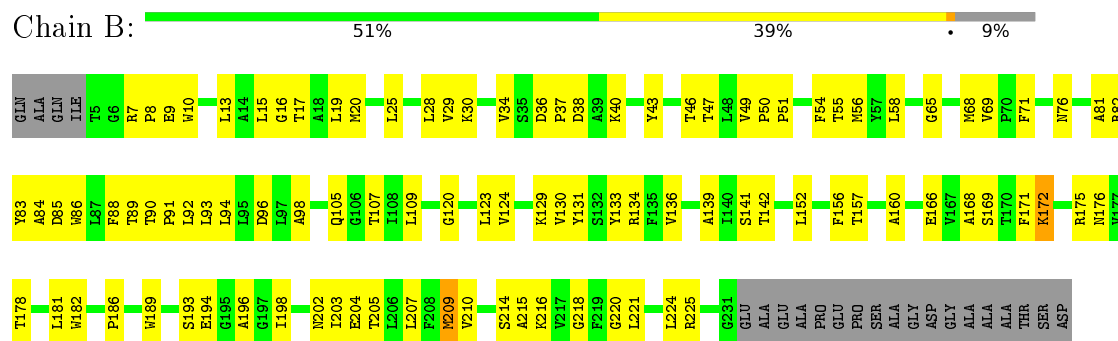 Chain B:
51% 39% • 9%
GLN ALA GLN ILE T5 G6 R7 P8 E9 W10 L13 A14 L15 G16 T17 A18 L19 M20 L25 L28 V29 K30 V34 S35 D36 P37 D38 A39 K40 Y43 T46 T47 L48 V49 P50 P51 F54 T55 M56 Y57 L58 G65 M68 V69 P70 F71 N76 A81 R82
Y83 A84 D85 W86 L87 F88 T89 T90 P91 L92 L93 L94 L95 D96 L97 A98 Q105 G106 T107 I108 L109 G120 L123 V124 K129 V130 Y131 S132 Y133 R134 F135 V136 A139 I140 S141 T142 L152 F156 T157 A160 E166 V167 A168 S169 T170 F171 K172 R175 N176 V177
T178 L181 W182 P186 W189 S193 E194 G195 A196 G197 I198 N202 I203 E204 T205 L206 L207 F208 M209 V210 S214 A215 K216 V217 G218 F219 G220 L221 L224 R225 G231 GLU ALA GLU ALA PRO GLU PRO SER ALA GLY ASP GLY ALA ALA ALA THR SER ASP